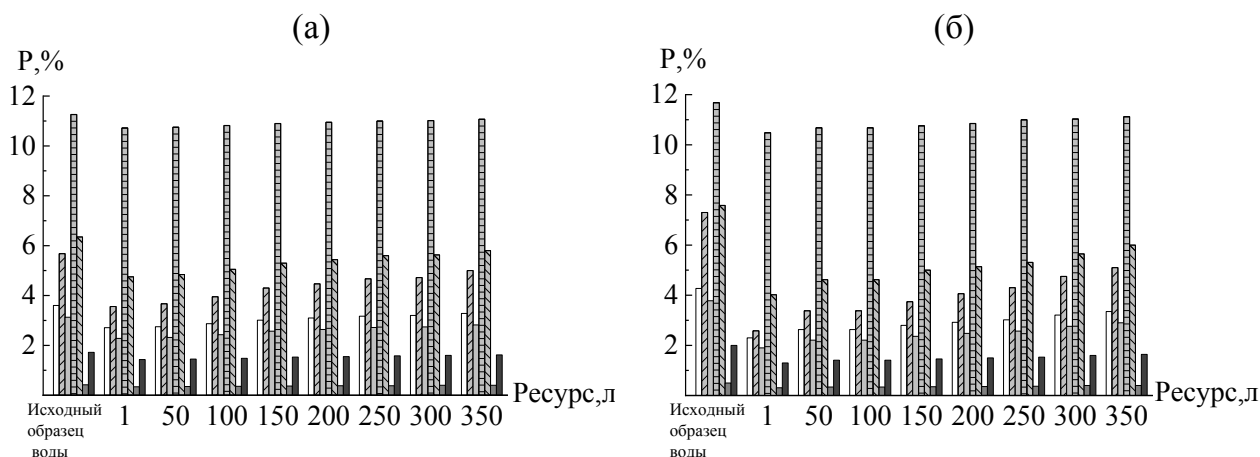 (а)
Р,%
12
10
8
6
4
2
Исходный
образец
воды
1 50 100 150 200 250 300 350
Ресурс,л
(б)
Р,%
12
10
8
6
4
2
Исходный
образец
воды
1 50 100 150 200 250 300 350
Ресурс,л